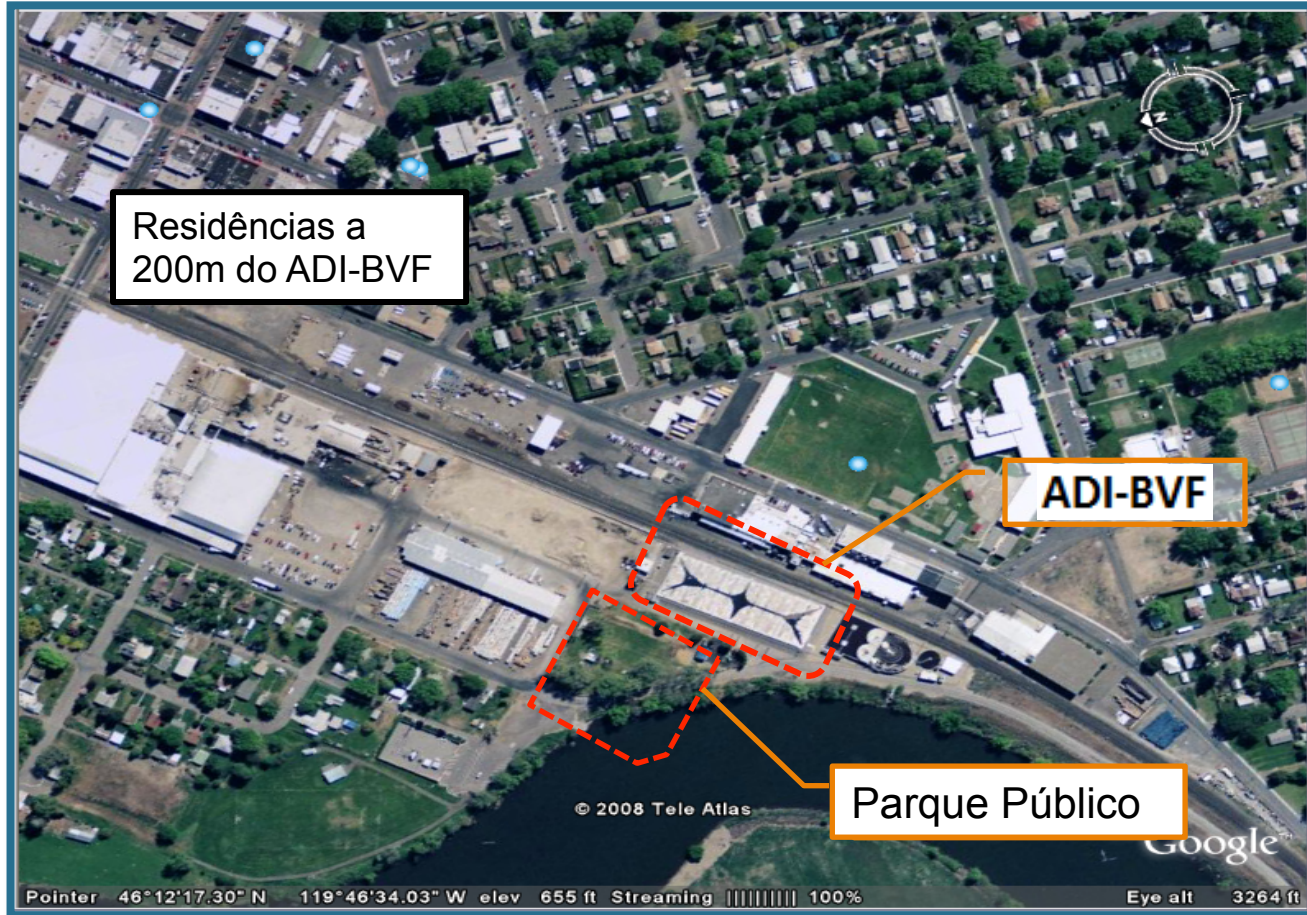 Residências a
200m do ADI-BVF
ADI-BVF
Parque Público
© 2008 Tele Atlas
Google™
Pointer 46°12'17.30" N 119°46'34.03" W elev 655 ft Streaming |||||||||| 100% Eye alt 3264 ft
N